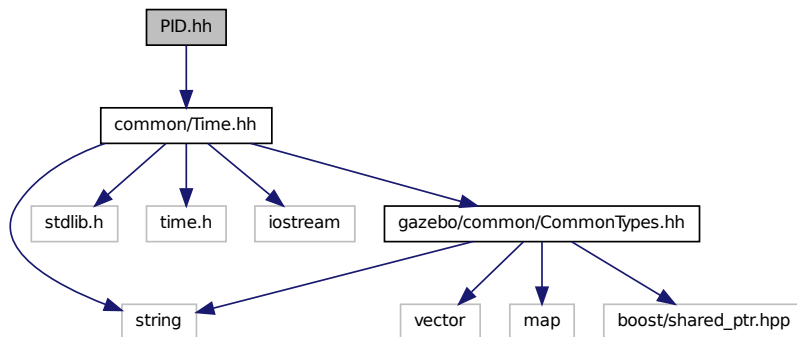 PID.hh
common/Time.hh
stdlib.h
time.h
iostream
gazebo/common/CommonTypes.hh
string
vector
map
boost/shared_ptr.hpp